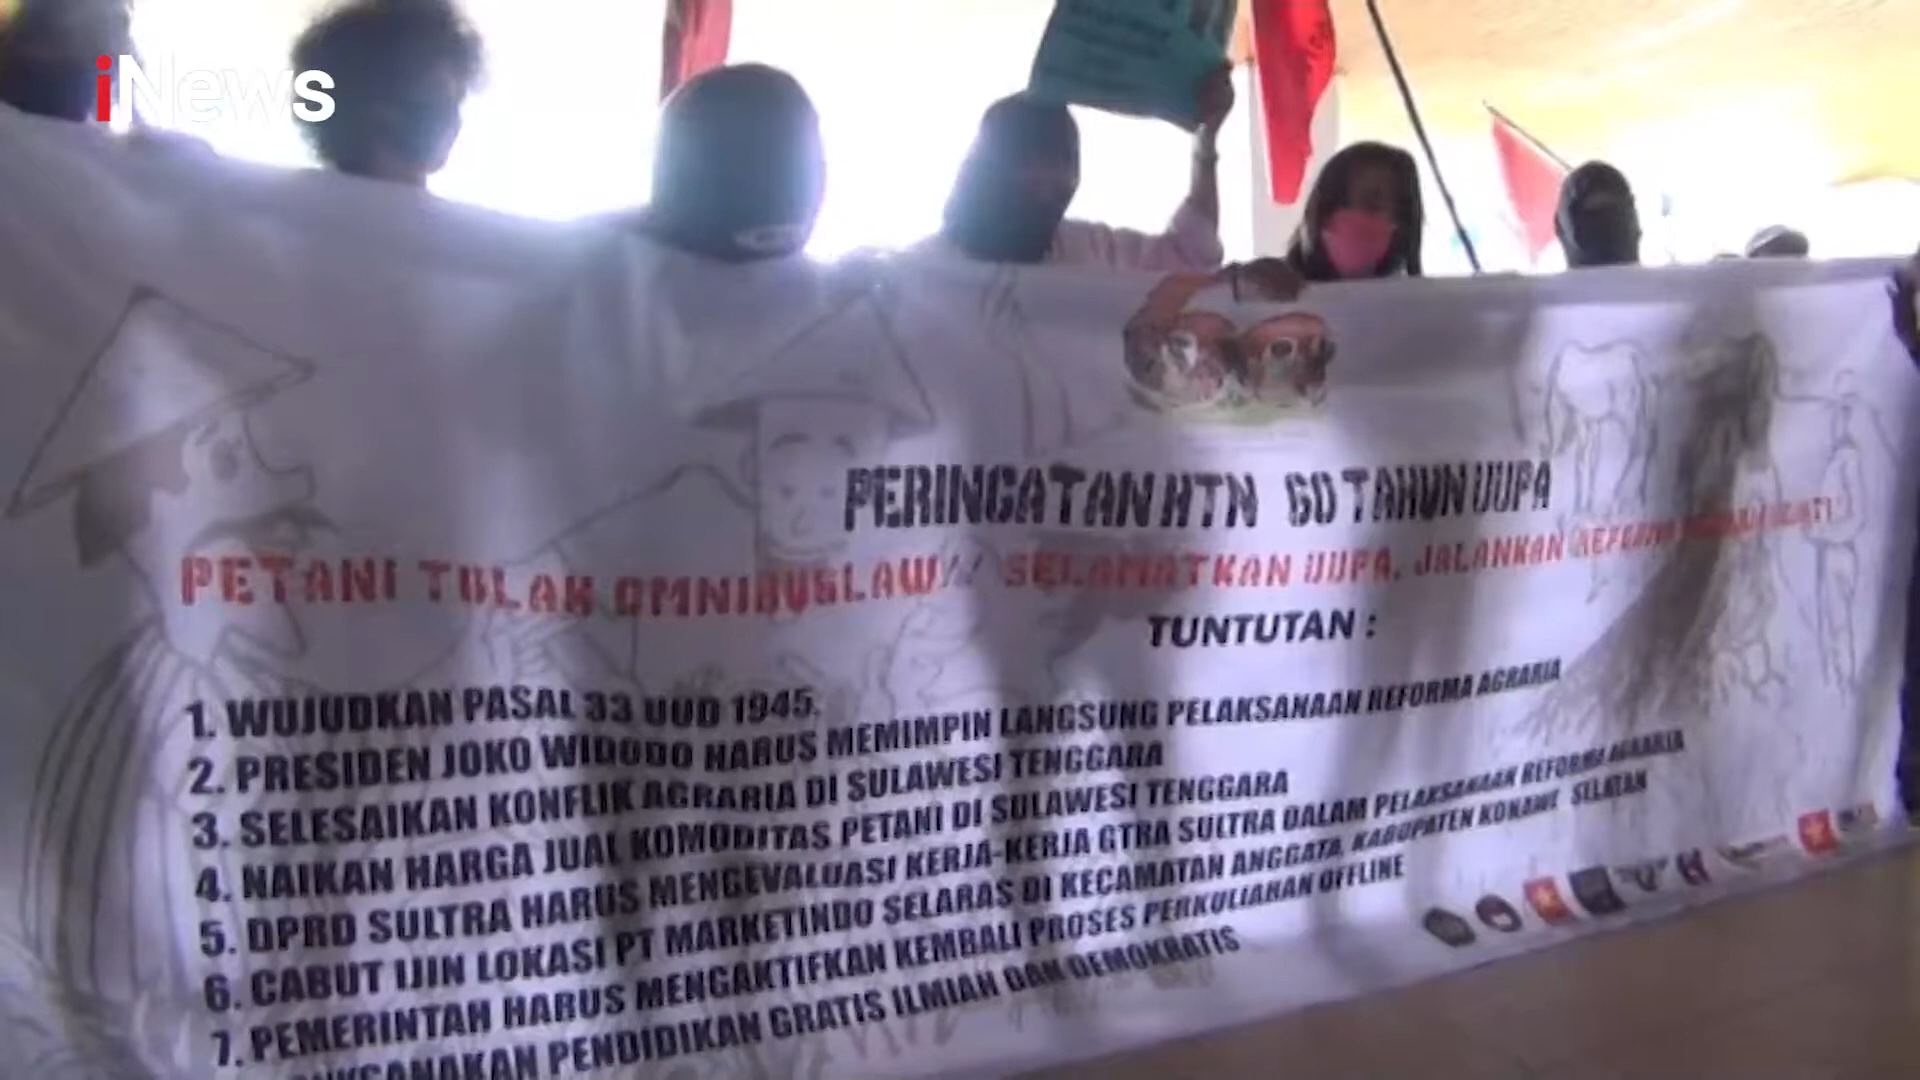 iNews
PERINGATAN HTN 60 TAHUN UUPA
PETANI TOLAK OMNIBUSLAW // SELAMATKAN UUPA, JALANKAN REFORMA
TUNTUTAN :
1. WUJUDKAN PASAL 33 UUD 1945.
2. PRESIDEN JOKO WIDODO HARUS MEMIMPIN LANGSUNG PELAKSANAAN REFORMA AGRARIA
3. SELESAIKAN KONFLIK AGRARIA DI SULAWESI TENGGARA
4. NAIKAN HARGA JUAL KOMODITAS PETANI DI SULAWESI TENGGARA
5. DPRD SULTRA HARUS MENGEVALUASI KERJA-KERJA GTRA SULTRA DALAM PELAKSANAAN REFORMA AGRARIA
6. CABUT IJIN LOKASI PT MARKETINDO SELARAS DI KECAMATAN ANGGATA, KABUPATEN KONAWE SELATAN
7. PEMERINTAH HARUS MENGAKTIFKAN KEMBALI PROSES PERKULIAHAN OFFLINE
PENDIDIKAN GRATIS ILMIAH DAN DEMOKRATIS